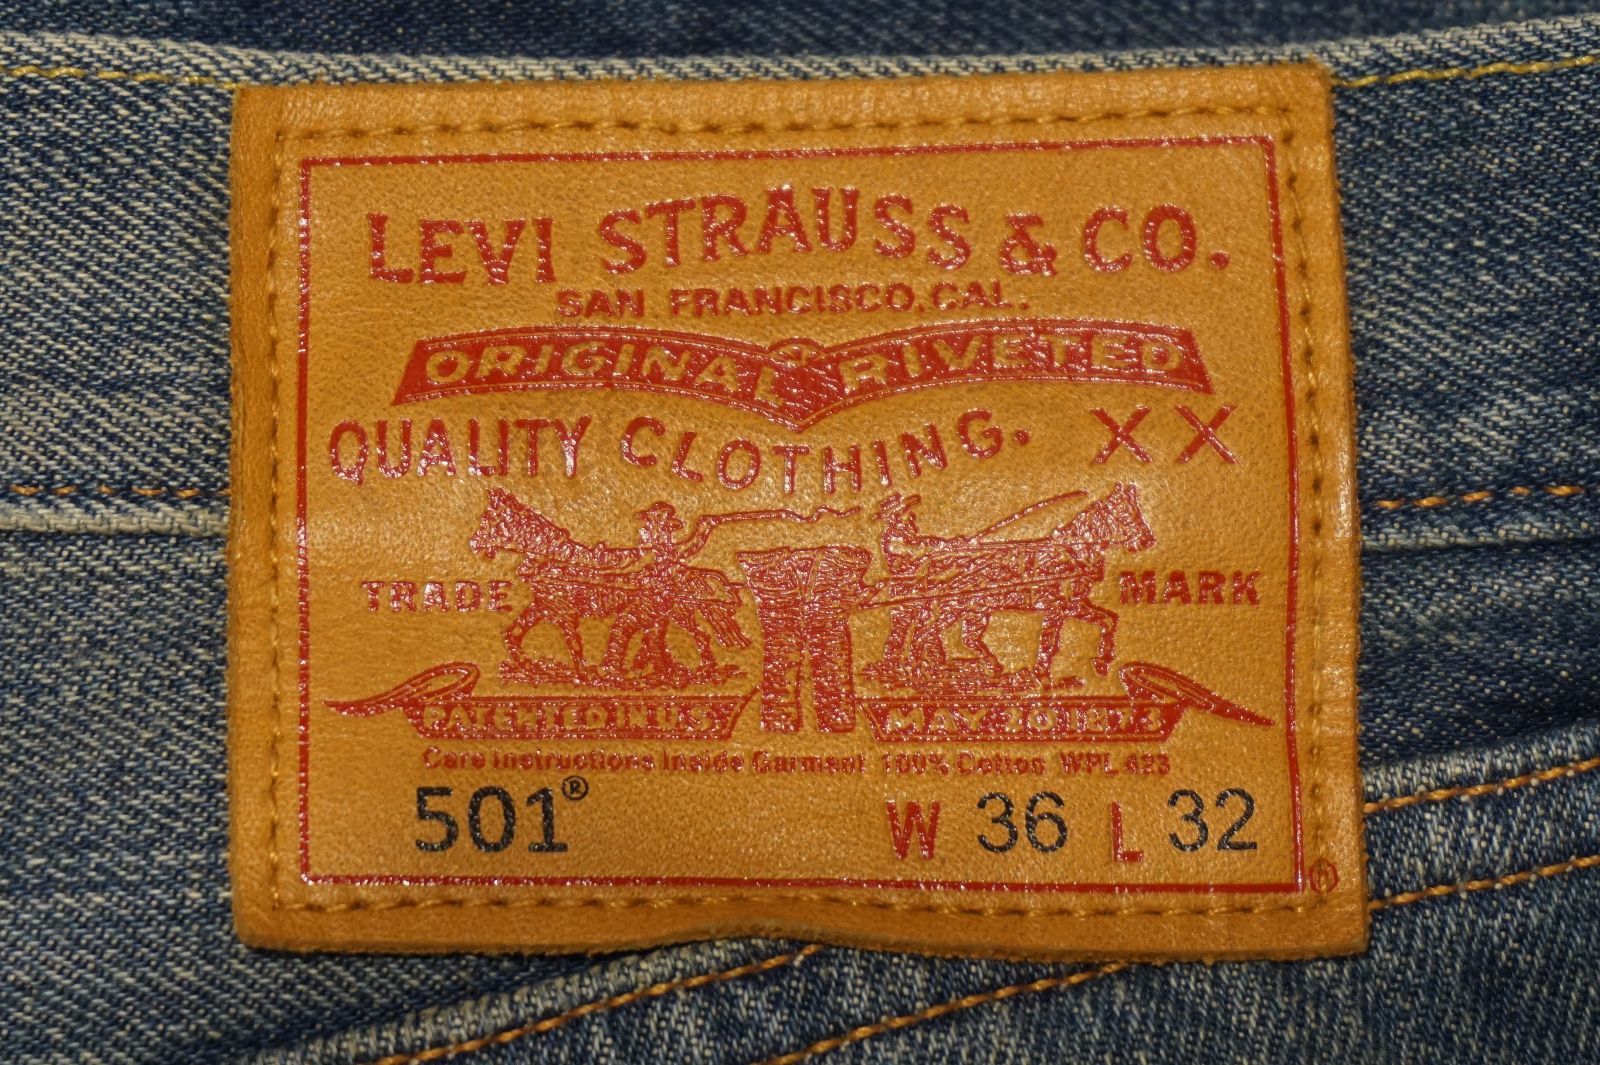 LEVI STRAUSS & CO.
SAN FRANCISCO, CAL.
ORIGINAL RIVETED
QUALITY CLOTHING. XX
TRADE MARK
PATENTED IN U.S. MAY 20 1873
Care Instructions Inside Garment 100% Cotton WPL 423
501® W 36 L 32
®